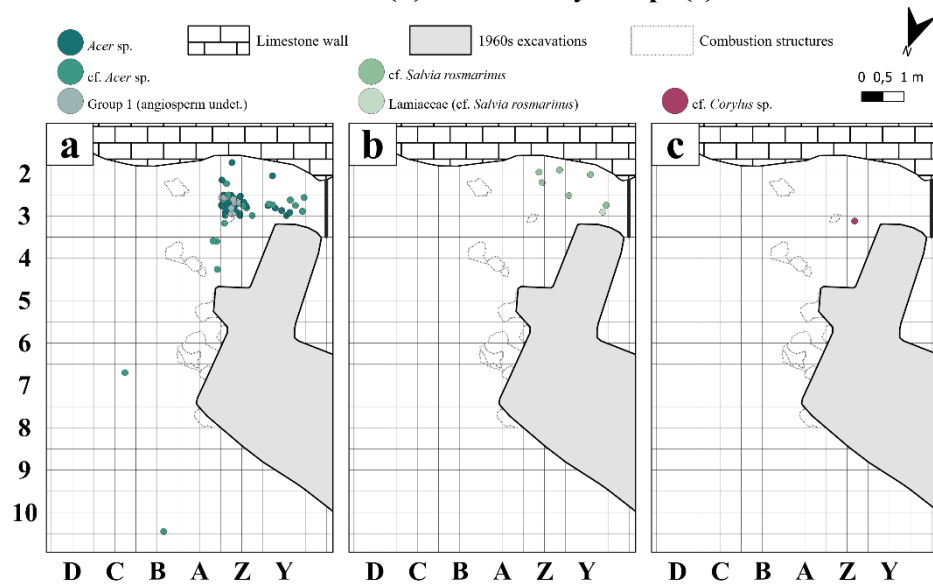 Acer sp.
Limestone wall
1960s excavations
Combustion structures
N
cf. Acer sp.
cf. Salvia rosmarinus
0 0,5 1 m
Group 1 (angiosperm undet.)
Lamiaceae (cf. Salvia rosmarinus)
cf. Corylus sp.
a
b
c
2
3
4
5
6
7
8
9
10
D C B A Z Y
D C B A Z Y
D C B A Z Y